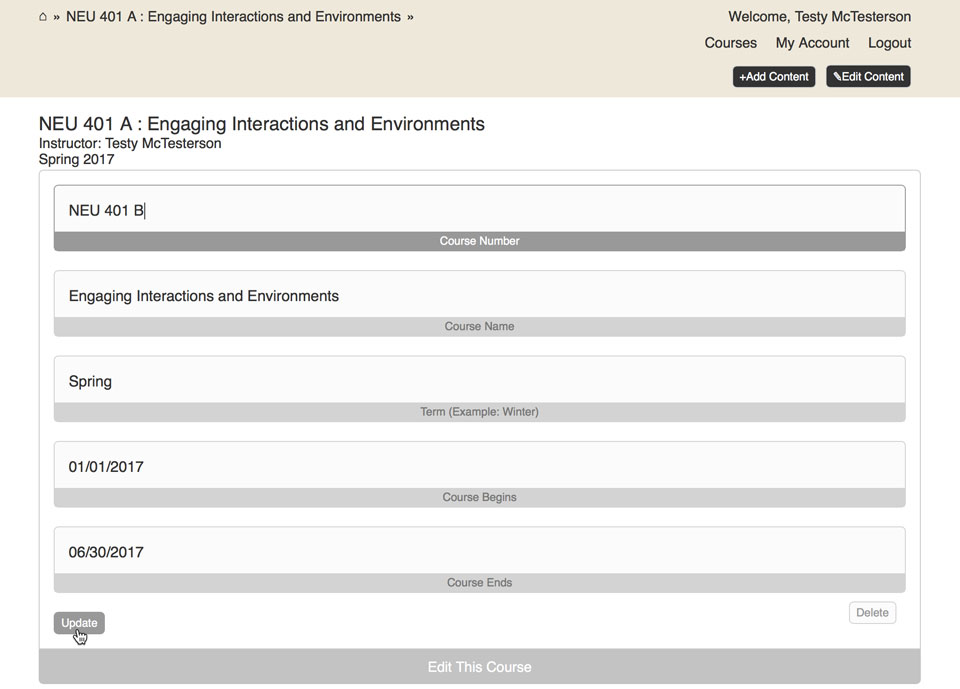 ⌂ » NEU 401 A : Engaging Interactions and Environments »
Welcome, Testy McTesterson
Courses My Account Logout
+Add Content ✎Edit Content
NEU 401 A : Engaging Interactions and Environments
Instructor: Testy McTesterson
Spring 2017
NEU 401 B
Course Number
Engaging Interactions and Environments
Course Name
Spring
Term (Example: Winter)
01/01/2017
Course Begins
06/30/2017
Course Ends
Update
Delete
Edit This Course